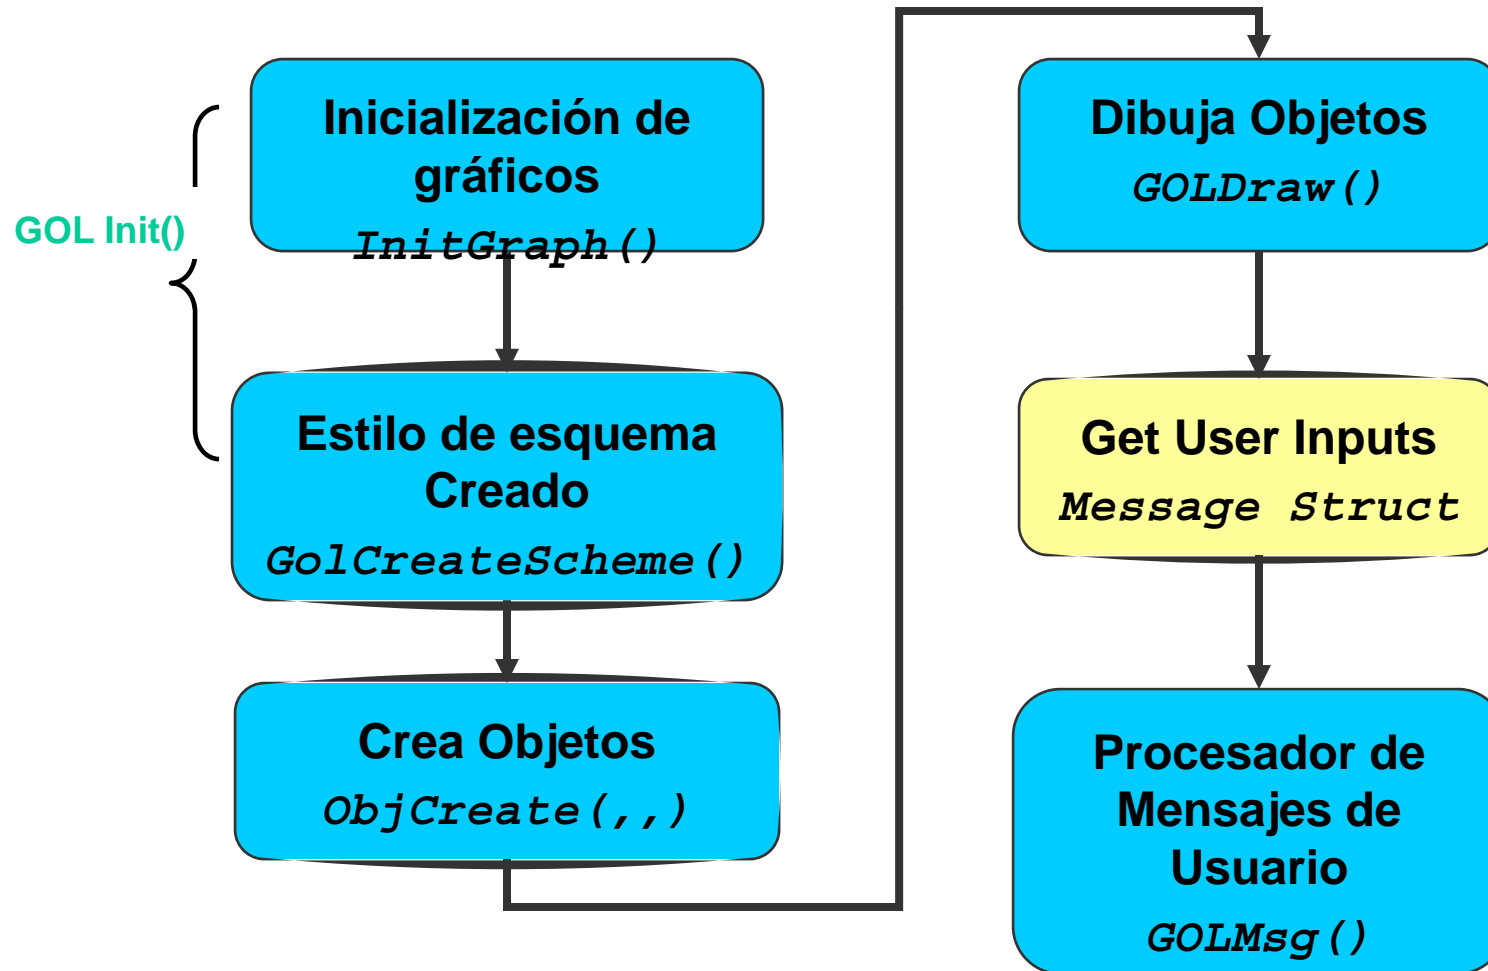 GOL Init()
Inicialización de
gráficos
InitGraph()
Estilo de esquema
Creado
GolCreateScheme()
Crea Objetos
ObjCreate(,,)
Dibuja Objetos
GOLDraw()
Get User Inputs
Message Struct
Procesador de
Mensajes de
Usuario
GOLMsg()